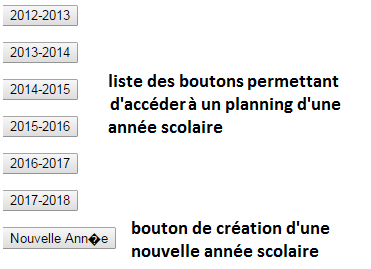 2012-2013
2013-2014
2014-2015
liste des boutons permettant
d'accéder à un planning d'une
année scolaire
2015-2016
2016-2017
2017-2018
Nouvelle Ann�e
bouton de création d'une
nouvelle année scolaire